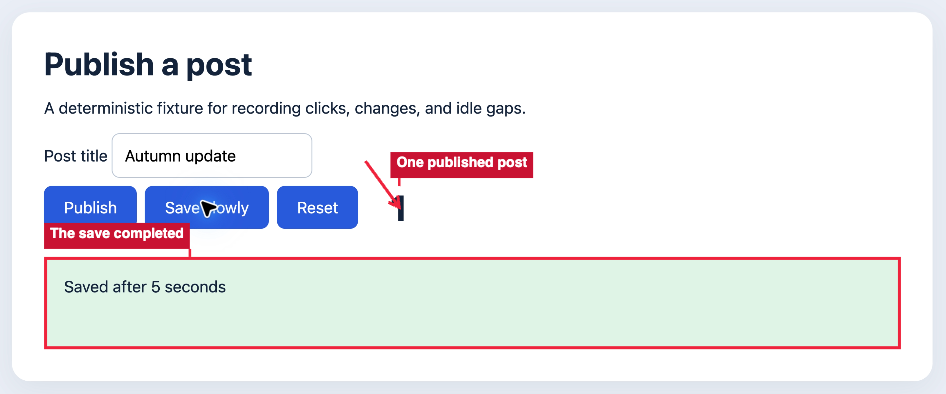 Publish a post
A deterministic fixture for recording clicks, changes, and idle gaps.
Post title Autumn update
One published post
Publish Save slowly Reset
The save completed
Saved after 5 seconds